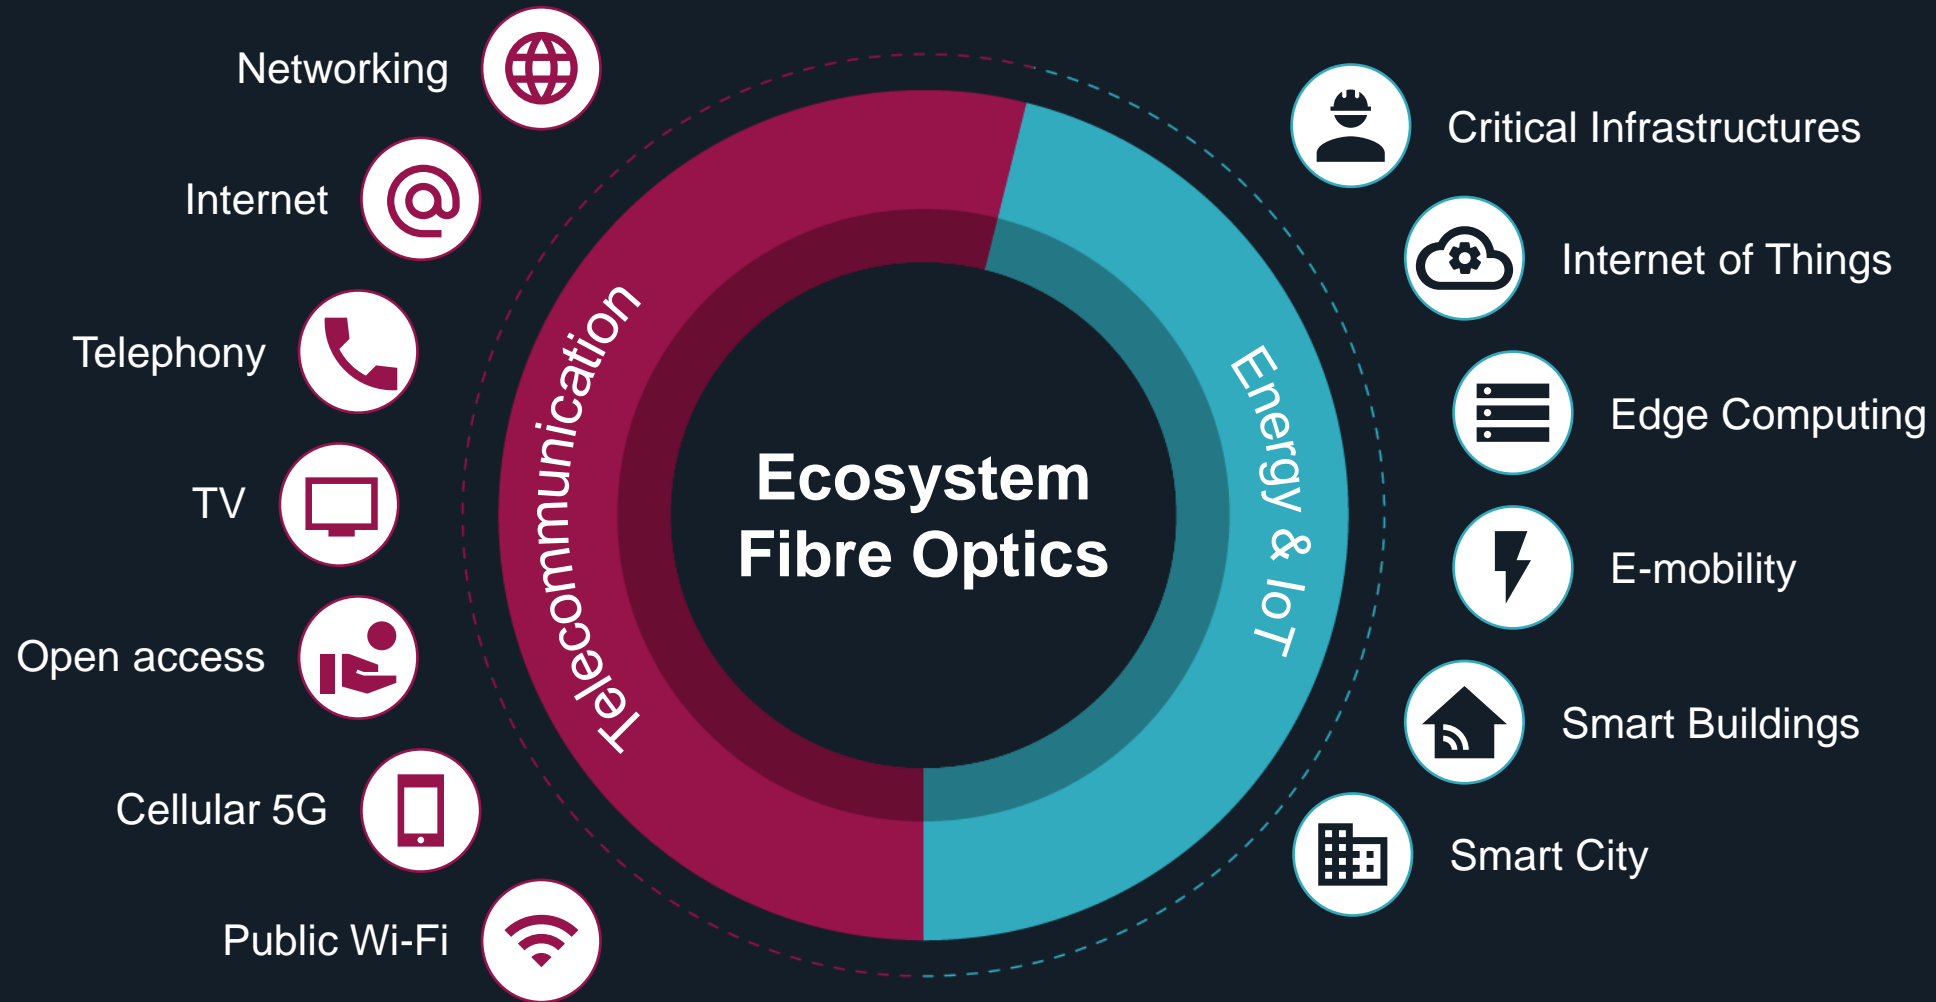 Networking
Internet
Telephony
TV
Open access
Cellular 5G
Public Wi-Fi
Telecommunication
Ecosystem
Fibre Optics
Energy & IoT
Critical Infrastructures
Internet of Things
Edge Computing
E-mobility
Smart Buildings
Smart City